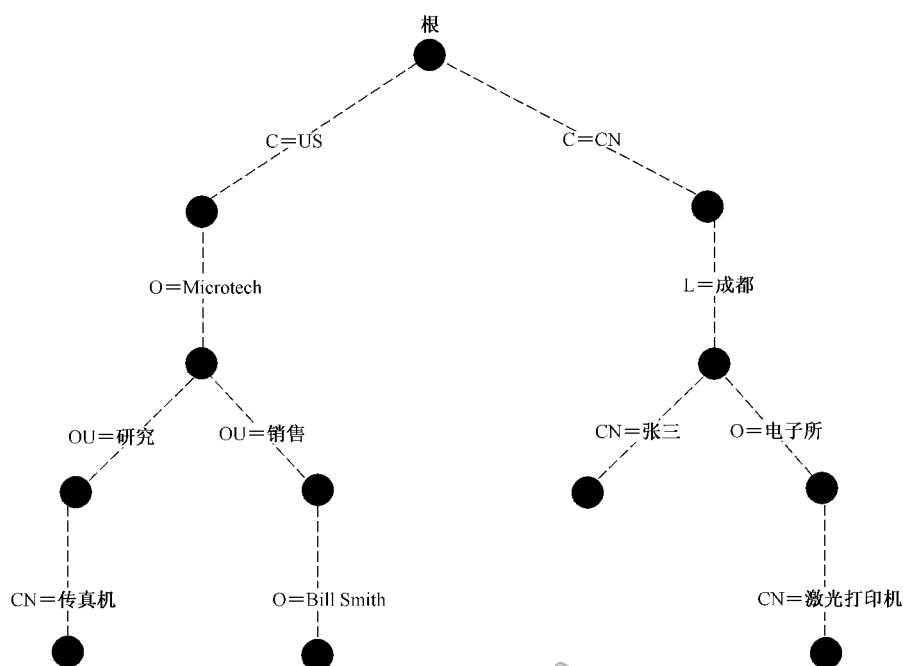 根
C=US
C=CN
O=Microtech
L=成都
OU=研究
OU=销售
CN=张三
O=电子所
CN=传真机
O=Bill Smith
CN=激光打印机